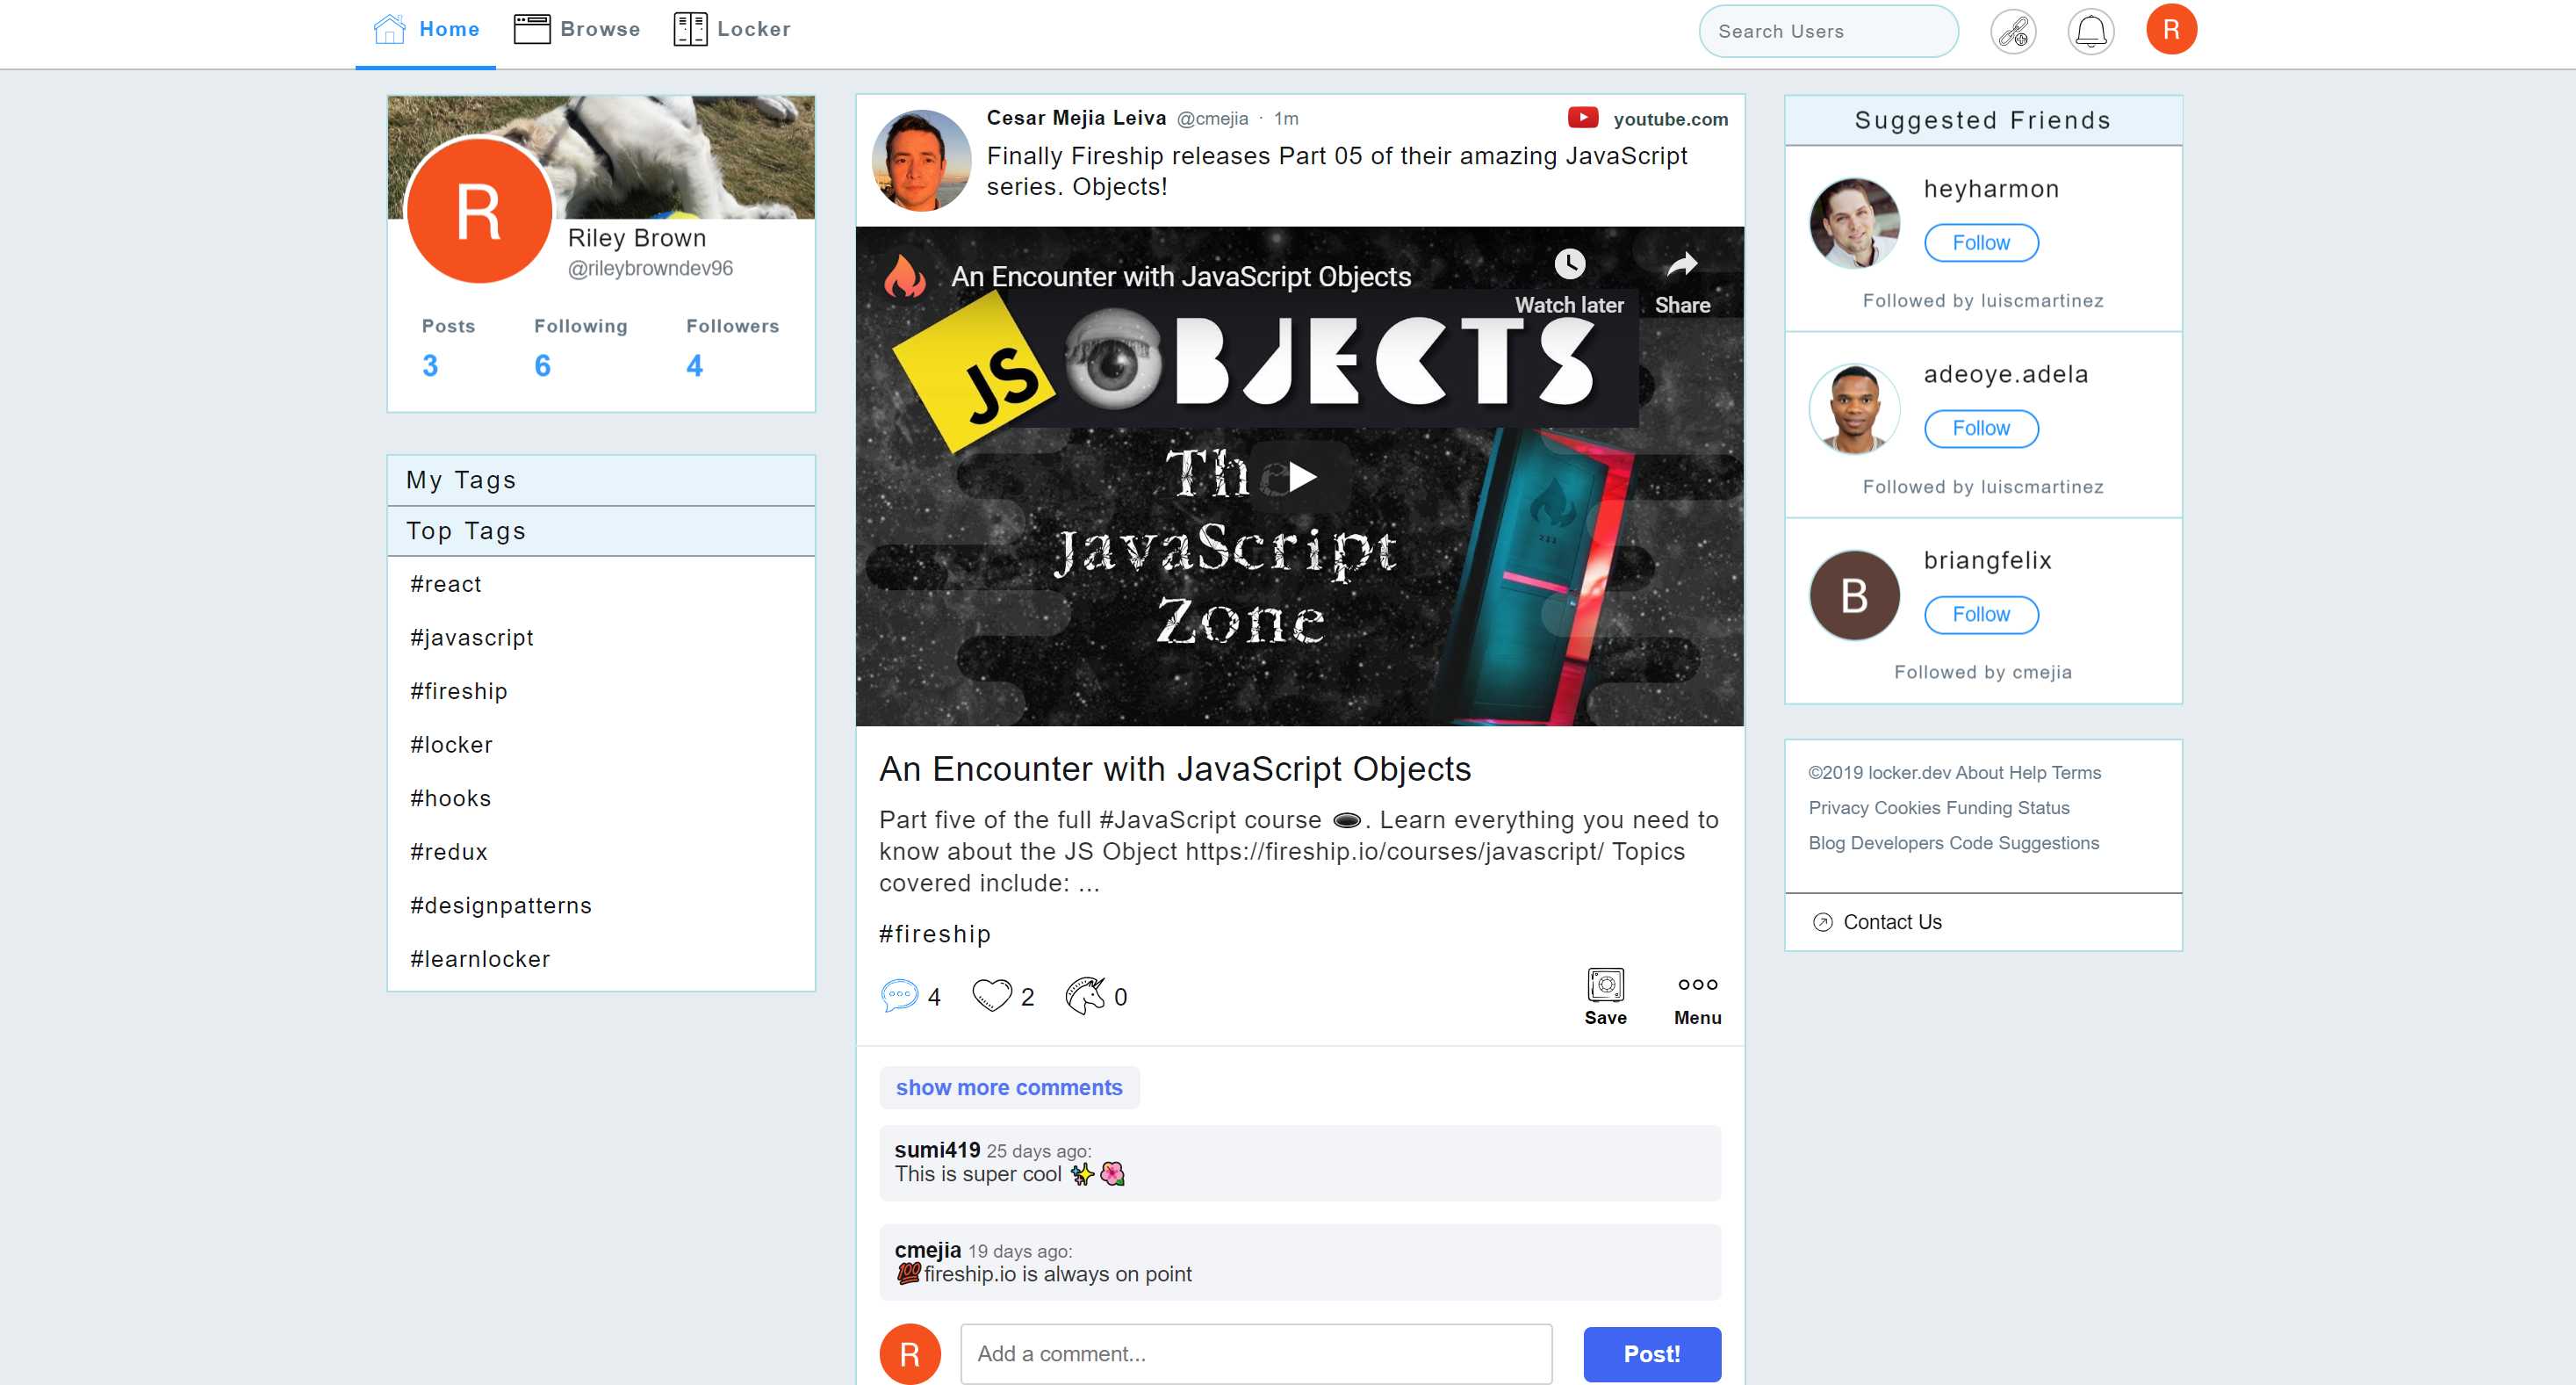 Home
Browse
Locker
Search Users
R
R
Riley Brown
@rileybrowndev96
Posts Following Followers
3 6 4
My Tags
Top Tags
#react
#javascript
#fireship
#locker
#hooks
#redux
#designpatterns
#learnlocker
Cesar Mejia Leiva @cmejia · 1m
youtube.com
Finally Fireship releases Part 05 of their amazing JavaScript
series. Objects!
An Encounter with JavaScript Objects
Watch later
Share
JS
OBJECTS
The
JavaScript
Zone
An Encounter with JavaScript Objects
Part five of the full #JavaScript course 🕳️. Learn everything you need to
know about the JS Object https://fireship.io/courses/javascript/ Topics
covered include: ...
#fireship
4 2 0
Save
Menu
show more comments
sumi419 25 days ago:
This is super cool ✨🌺
cmejia 19 days ago:
💯fireship.io is always on point
R
Add a comment...
Post!
Suggested Friends
heyharmon
Follow
Followed by luiscmartinez
adeoye.adela
Follow
Followed by luiscmartinez
B
briangfelix
Follow
Followed by cmejia
©2019 locker.dev About Help Terms
Privacy Cookies Funding Status
Blog Developers Code Suggestions
Contact Us